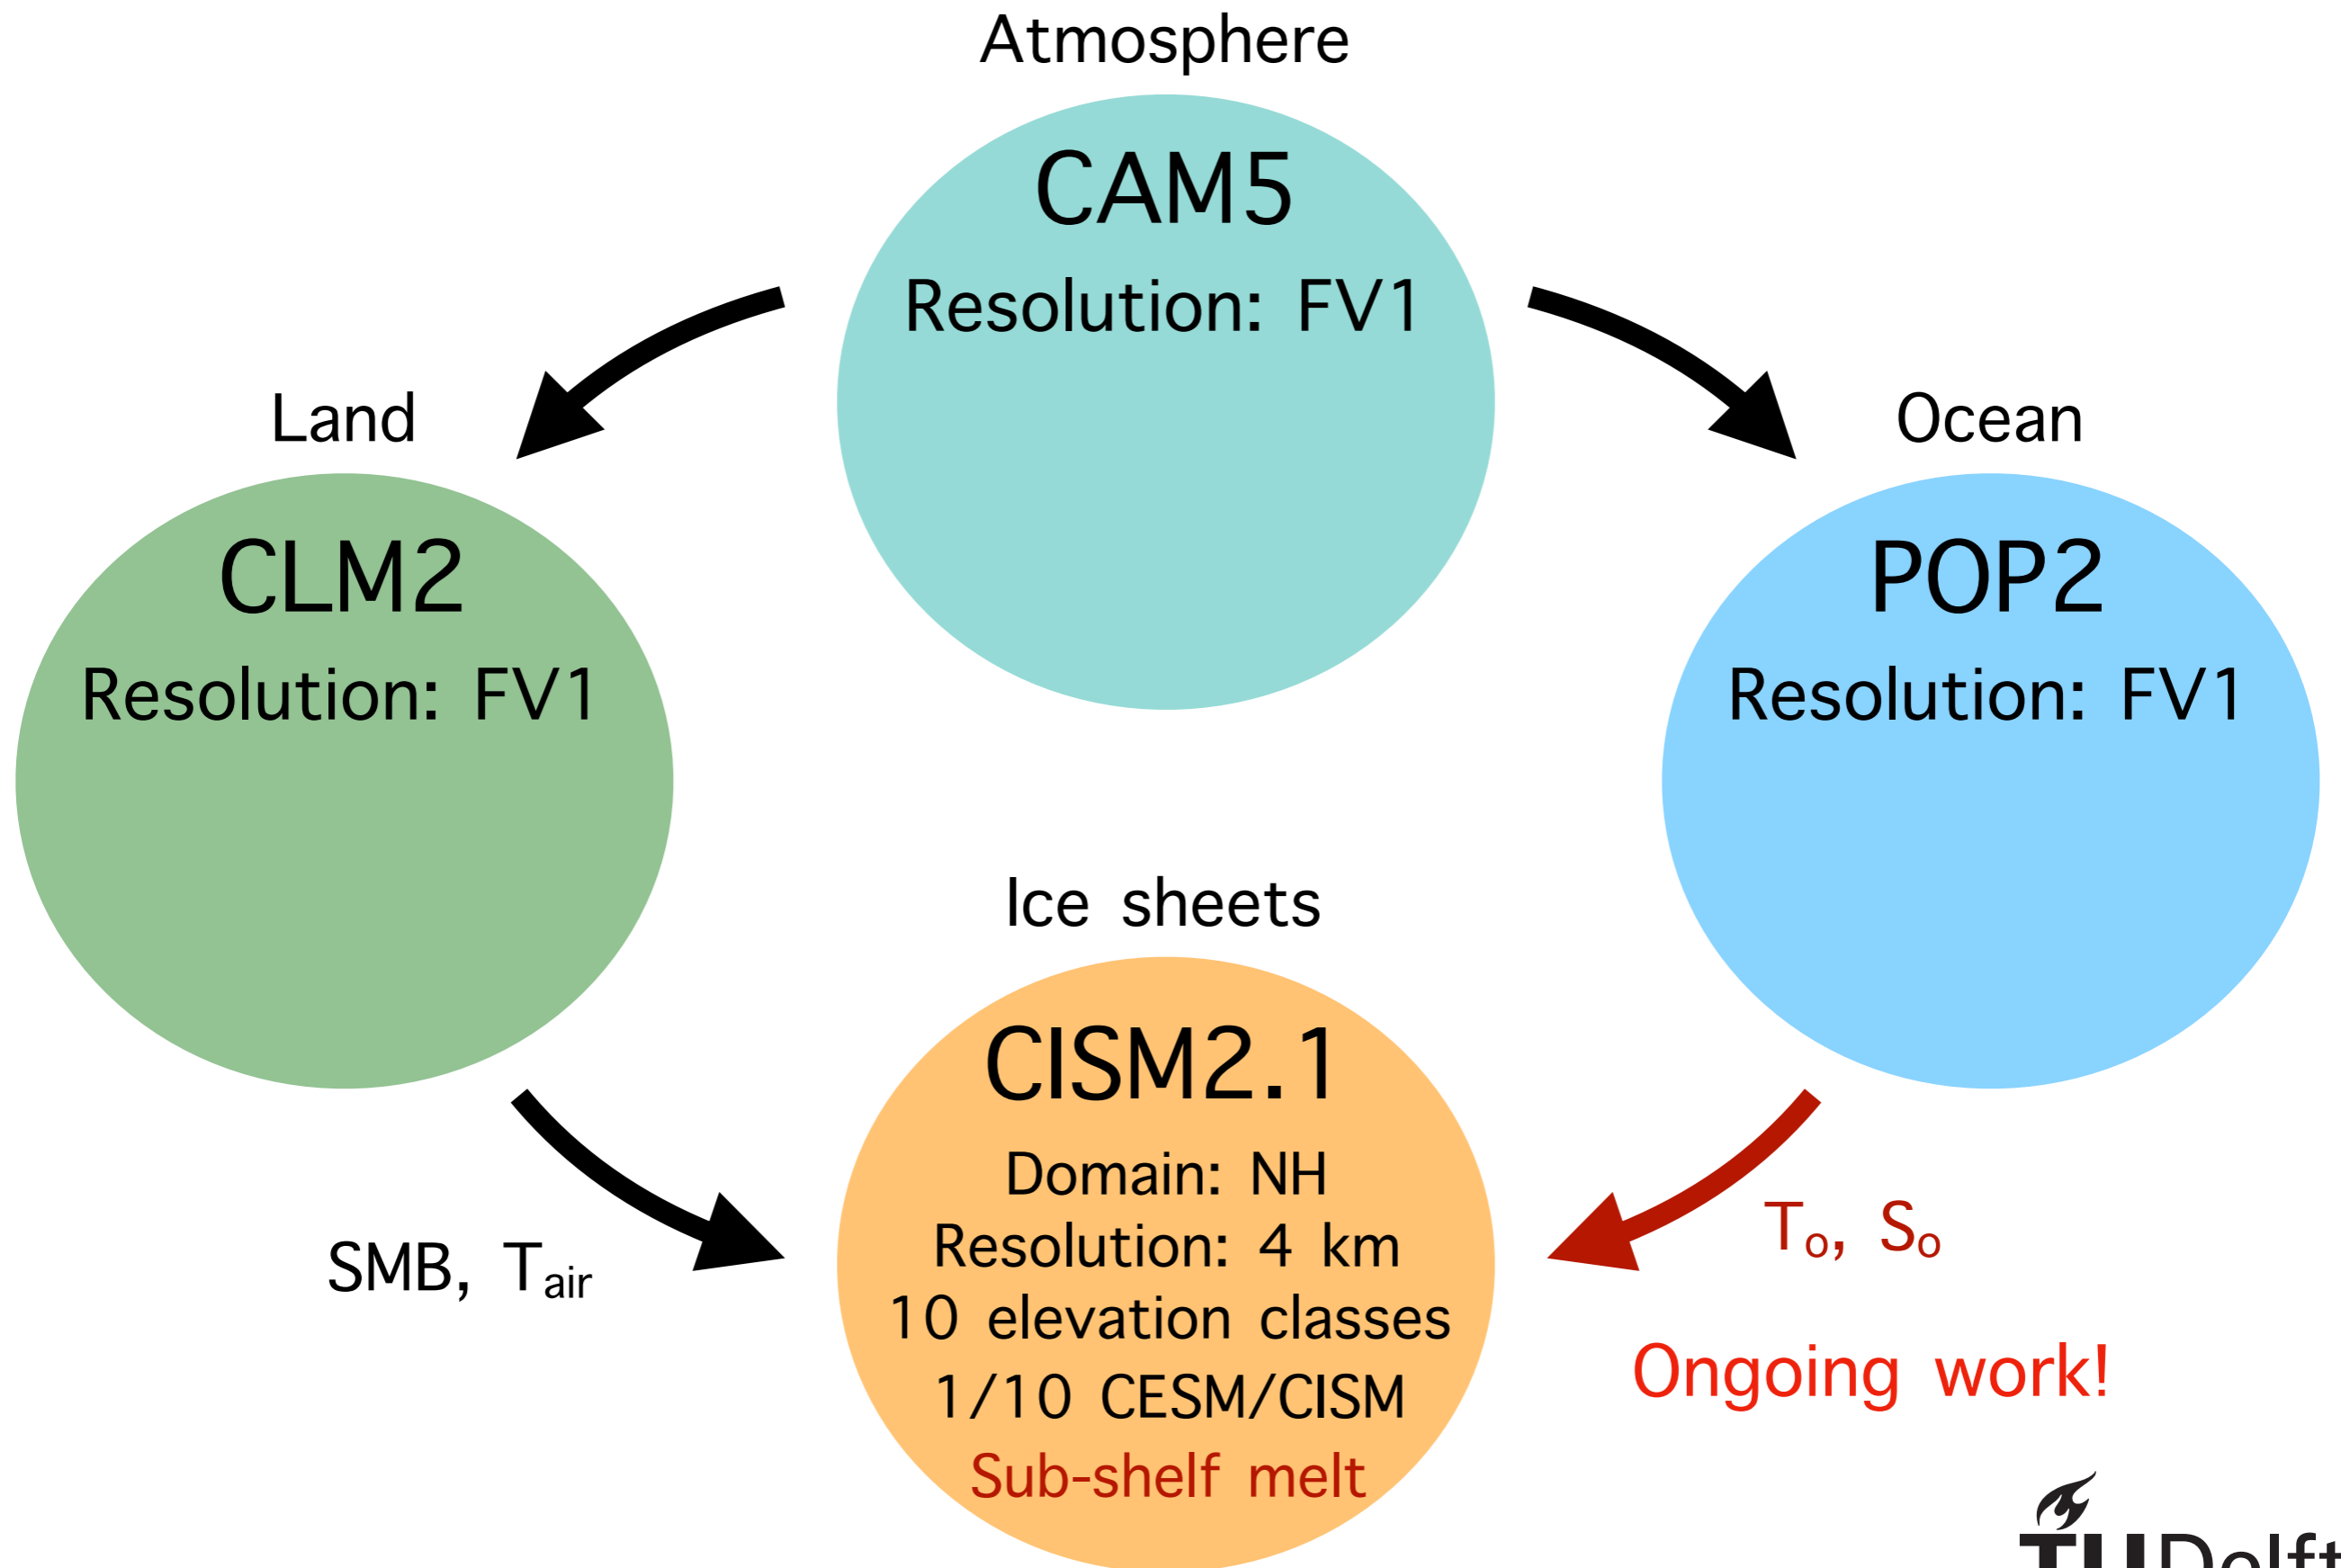 Atmosphere
CAM5
Resolution: FV1
Land
CLM2
Resolution: FV1
Ocean
POP2
Resolution: FV1
Ice sheets
CISM2.1
Domain: NH
Resolution: 4 km
10 elevation classes
1/10 CESM/CISM
Sub-shelf melt
SMB, Tair
To, So
Ongoing work!
TUDelft